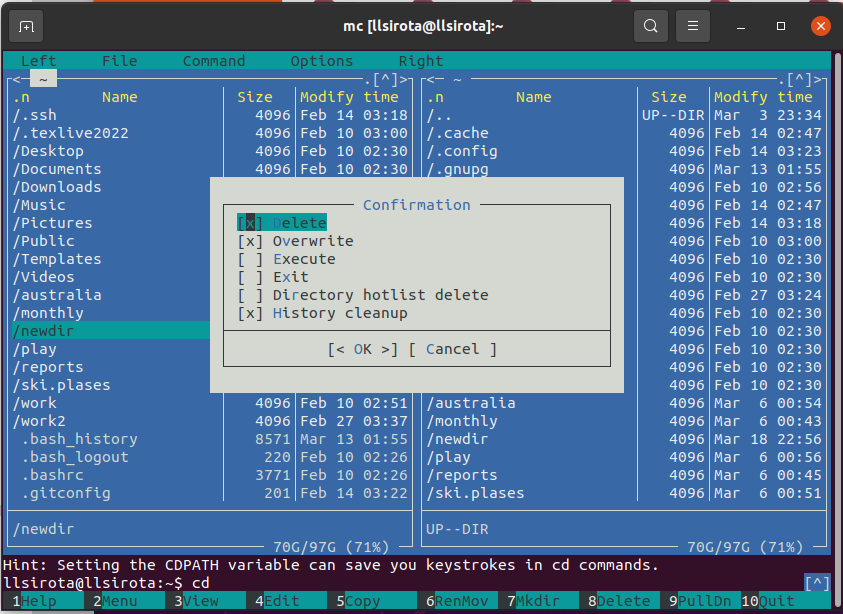 mc [llsirota@llsirota]:~
Left File Command Options Right
<─ ~ ─.[^]>  <─ ~ ─.[^]>
.n Name Size Modify time .n Name Size Modify time
/.ssh 4096 Feb 14 03:18 /.. UP--DIR Mar 3 23:34
/.texlive2022 4096 Feb 10 03:00 /.cache 4096 Feb 14 02:47
/Desktop 4096 Feb 10 02:30 /.config 4096 Feb 14 03:23
/Documents 4096 Feb 10 02:30 /.gnupg 4096 Mar 13 01:55
/Downloads 4096 Feb 10 02:56
/Music Confirmation 4096 Feb 14 02:47
/Pictures [x] Delete 4096 Feb 14 03:18
/Public [x] Overwrite 4096 Feb 10 03:00
/Templates [ ] Execute 4096 Feb 10 02:30
/Videos [ ] Exit 4096 Feb 10 02:30
/australia [ ] Directory hotlist delete 4096 Feb 27 03:24
/monthly [x] History cleanup 4096 Feb 10 02:30
/newdir 4096 Feb 10 02:30
/play [< OK >] [ Cancel ] 4096 Feb 10 02:30
/reports 4096 Feb 10 02:30
/ski.plases 4096 Feb 10 02:30
/work 4096 Feb 10 02:51 /australia 4096 Mar 6 00:54
/work2 4096 Feb 27 03:37 /monthly 4096 Mar 6 00:43
.bash_history 8571 Mar 13 01:55 /newdir 4096 Mar 18 22:56
.bash_logout 220 Feb 10 02:26 /play 4096 Mar 6 00:56
.bashrc 3771 Feb 10 02:26 /reports 4096 Mar 6 00:45
.gitconfig 201 Feb 14 03:22 /ski.plases 4096 Mar 6 00:51
/newdir UP--DIR
70G/97G (71%) 70G/97G (71%)
Hint: Setting the CDPATH variable can save you keystrokes in cd commands.
llsirota@llsirota:~$ cd [^]
1Help 2Menu 3View 4Edit 5Copy 6RenMov 7Mkdir 8Delete 9PullDn 10Quit